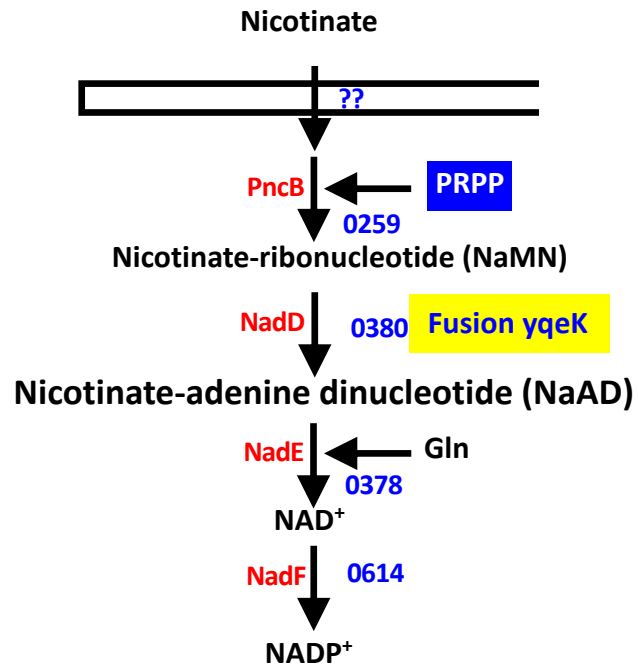 Nicotinate
??
PncB
PRPP
0259
Nicotinate-ribonucleotide (NaMN)
NadD
0380
Fusion yqeK
Nicotinate-adenine dinucleotide (NaAD)
NadE
Gln
0378
NAD⁺
NadF
0614
NADP⁺